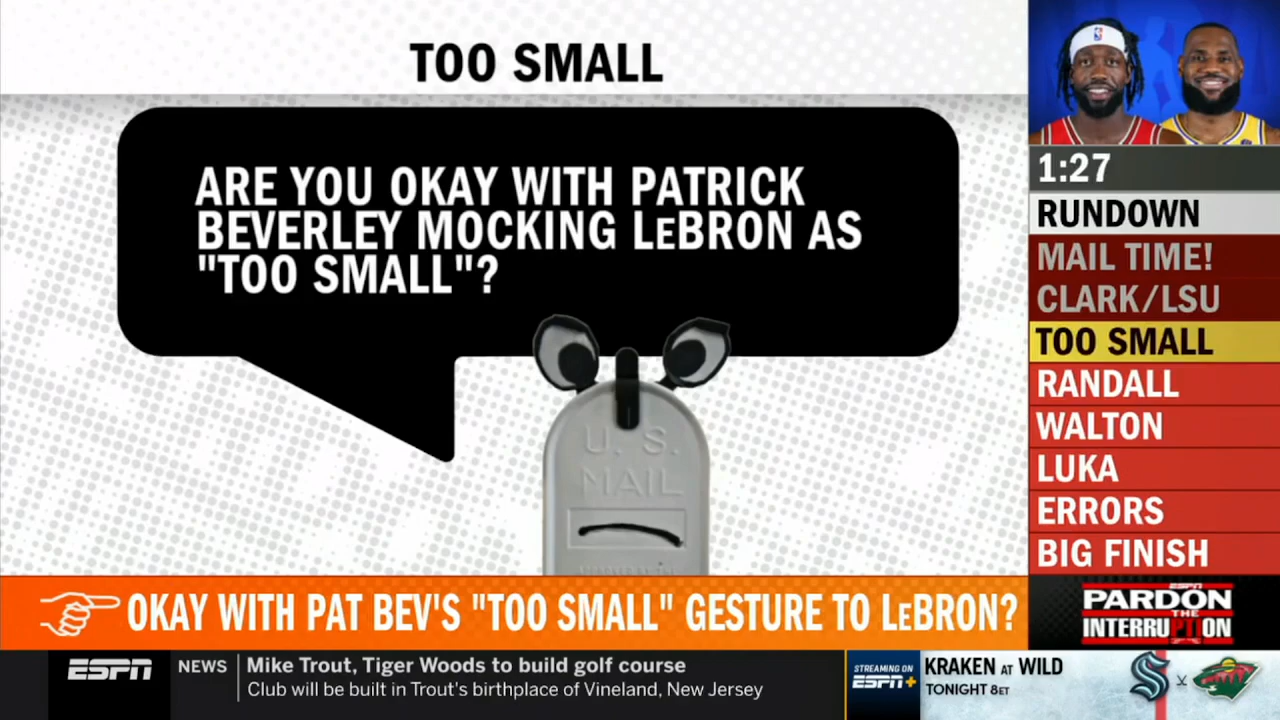 TOO SMALL
ARE YOU OKAY WITH PATRICK
BEVERLEY MOCKING LeBRON AS
"TOO SMALL"?
U. S.
MAIL
1:27
RUNDOWN
MAIL TIME!
CLARK/LSU
TOO SMALL
RANDALL
WALTON
LUKA
ERRORS
BIG FINISH
OKAY WITH PAT BEV'S "TOO SMALL" GESTURE TO LeBRON?
ESPN
PARDON
THE
INTERRUPTION
ESPN
NEWS
Mike Trout, Tiger Woods to build golf course
Club will be built in Trout's birthplace of Vineland, New Jersey
STREAMING ON
ESPN+
KRAKEN AT WILD
TONIGHT 8ET